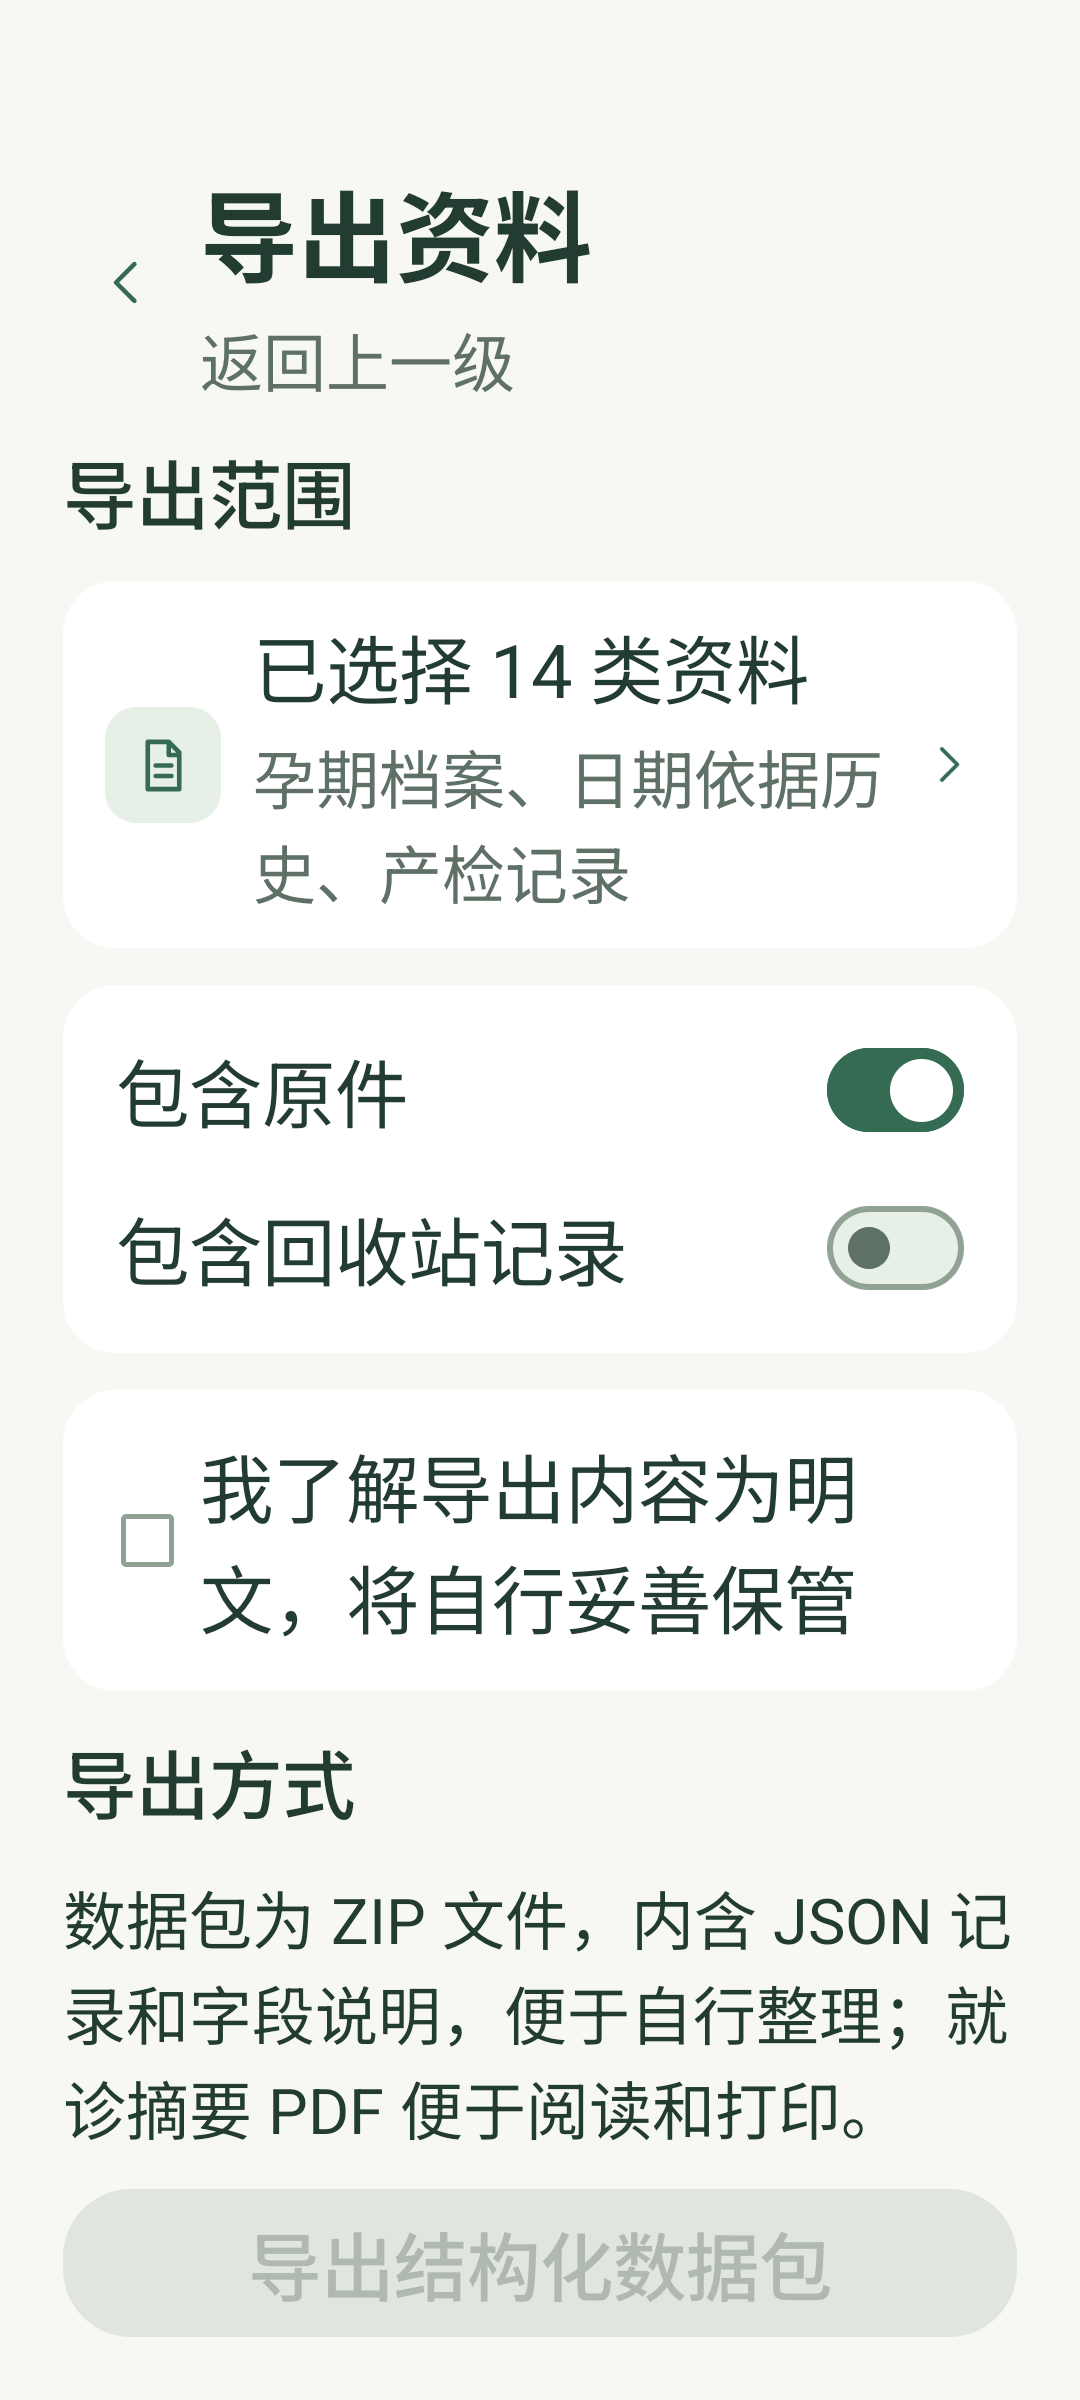 导出资料
返回上一级
导出范围
已选择 14 类资料
孕期档案、日期依据历
史、产检记录
包含原件
包含回收站记录
我了解导出内容为明
文，将自行妥善保管
导出方式
数据包为 ZIP 文件，内含 JSON 记
录和字段说明，便于自行整理；就
诊摘要 PDF 便于阅读和打印。
导出结构化数据包